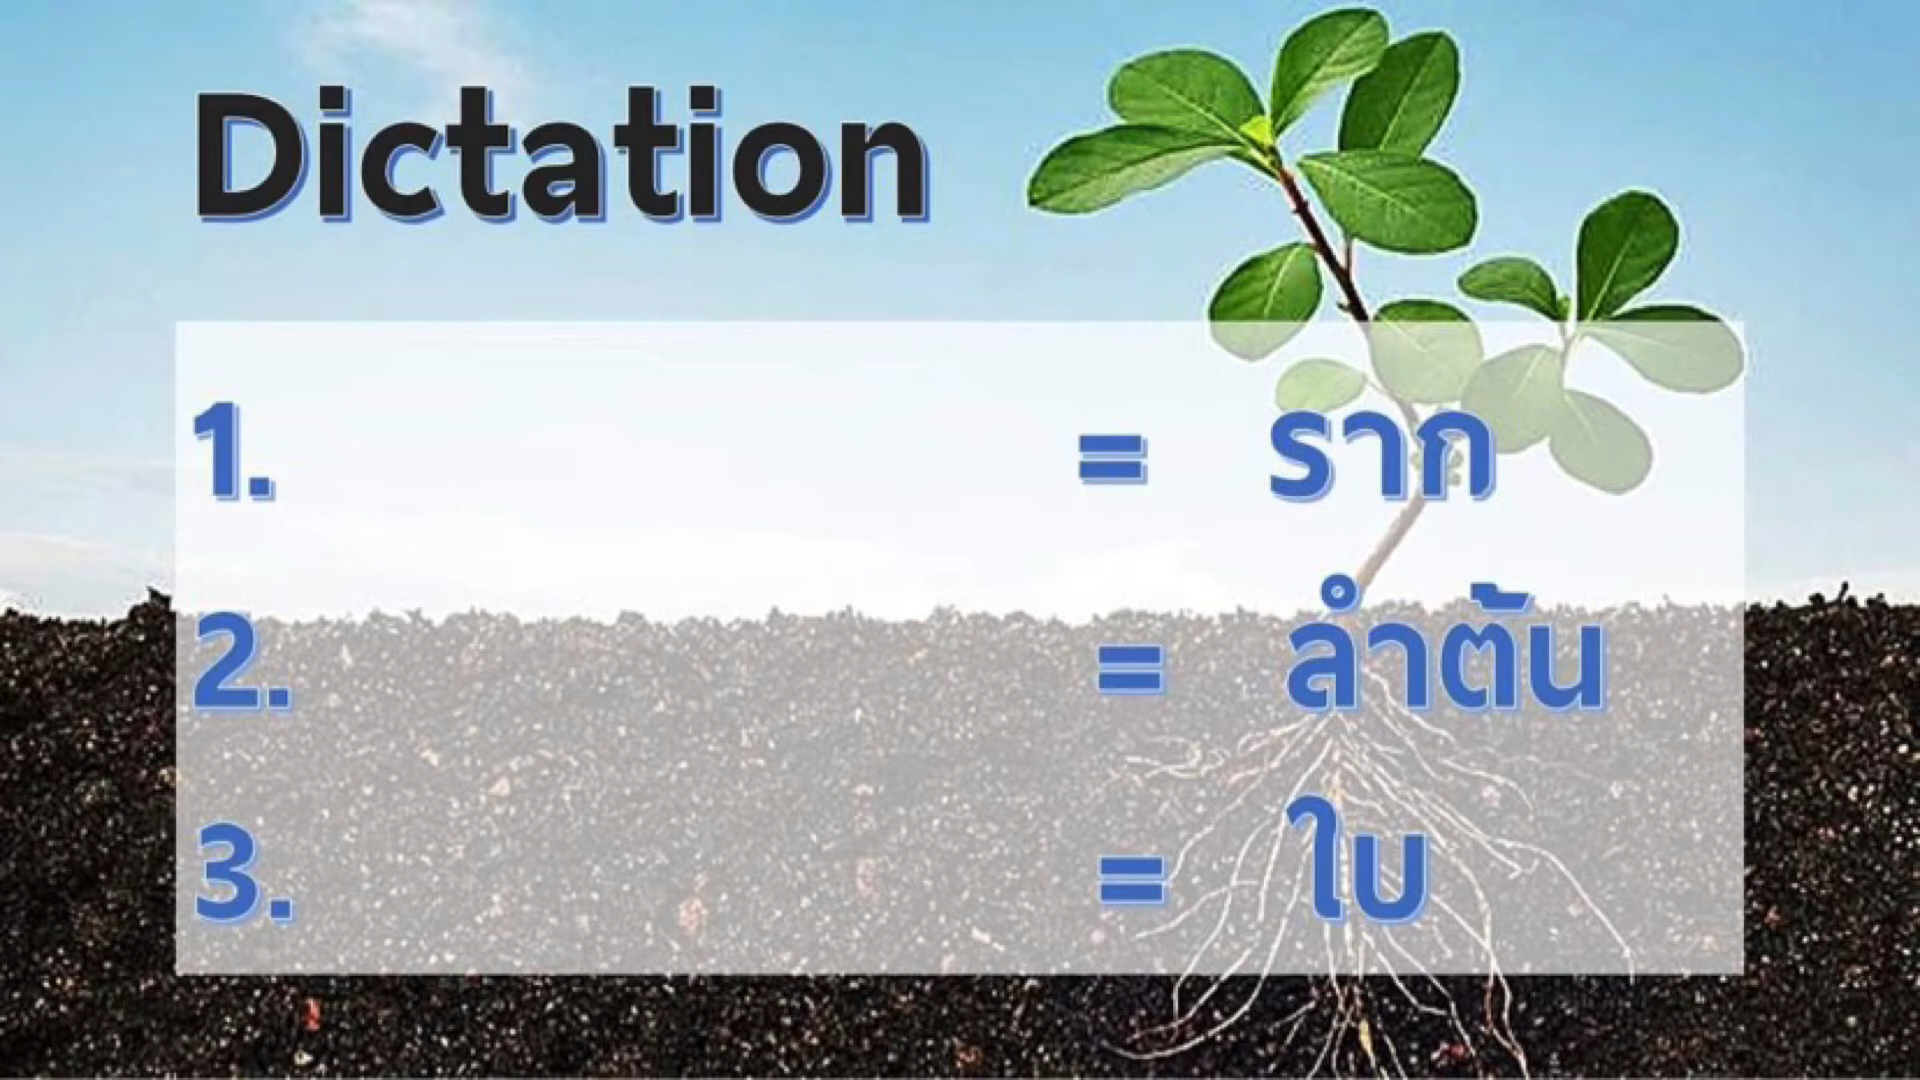 Dictation
1. = ราก
2. = ลำต้น
3. = ใบ